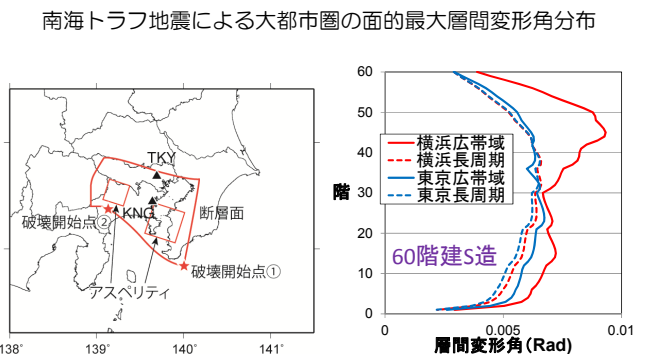 南海トラフ地震による大都市圏の面的最大層間変形角分布
TKY
KNG
断層面
破壊開始点②
破壊開始点①
アスペリティ
138°
139°
140°
141°
60
50
40
30
20
10
0
階
横浜広帯域
横浜長周期
東京広帯域
東京長周期
60階建S造
0
0.005
0.01
層間変形角(Rad)